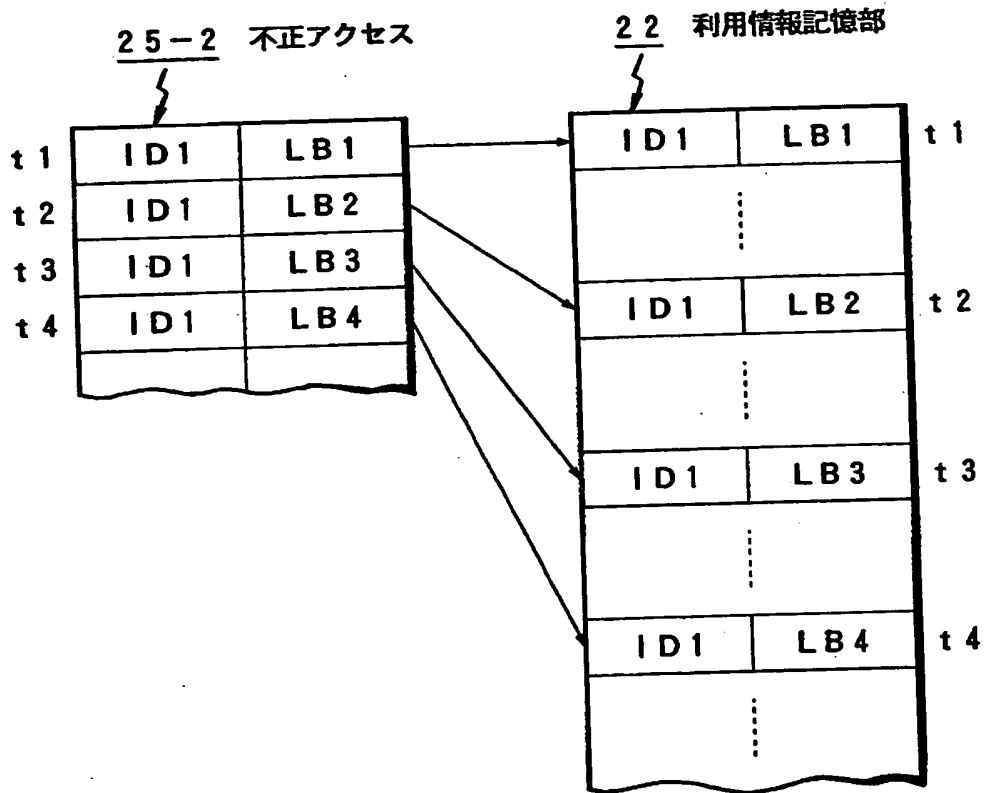 25-2 不正アクセス
22 利用情報記憶部
t1 ID1 LB1
t2 ID1 LB2
t3 ID1 LB3
t4 ID1 LB4
ID1 LB1 t1
ID1 LB2 t2
ID1 LB3 t3
ID1 LB4 t4